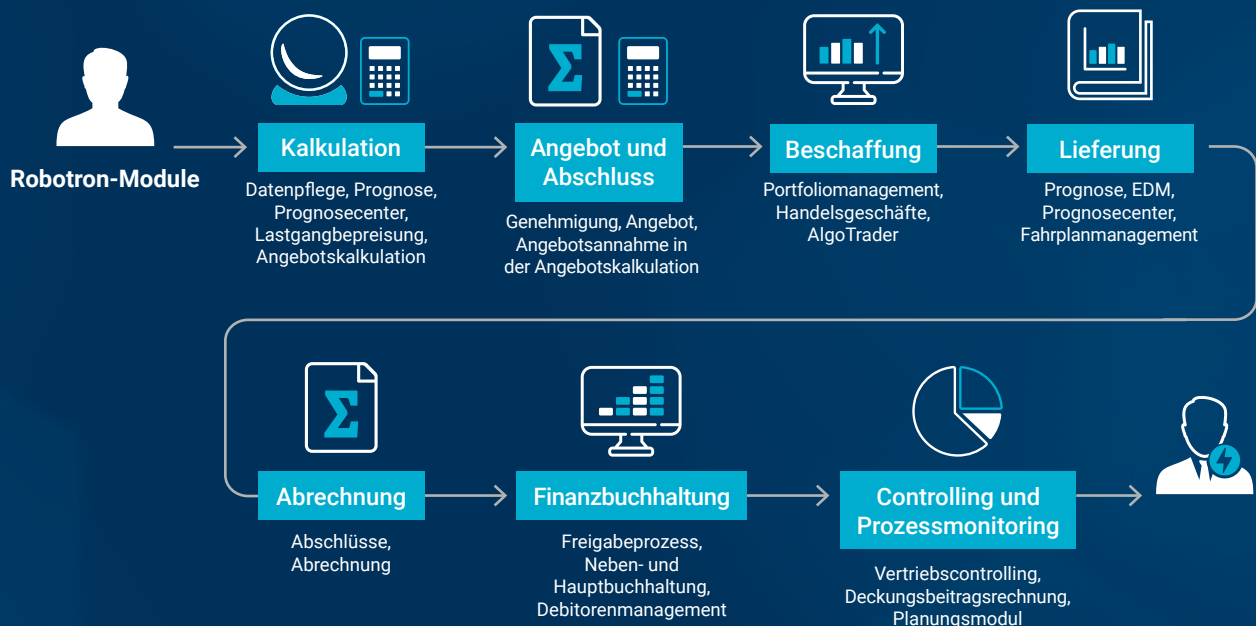 Robotron-Module
Kalkulation
Datenpflege, Prognose,
Prognosecenter,
Lastgangbepreisung,
Angebotskalkulation
Angebot und
Abschluss
Genehmigung, Angebot,
Angebotsannahme in
der Angebotskalkulation
Beschaffung
Portfoliomanagement,
Handelsgeschäfte,
AlgoTrader
Lieferung
Prognose, EDM,
Prognosecenter,
Fahrplanmanagement
Abrechnung
Abschlüsse,
Abrechnung
Finanzbuchhaltung
Freigabeprozess,
Neben- und
Hauptbuchhaltung,
Debitorenmanagement
Controlling und
Prozessmonitoring
Vertriebscontrolling,
Deckungsbeitragsrechnung,
Planungsmodul